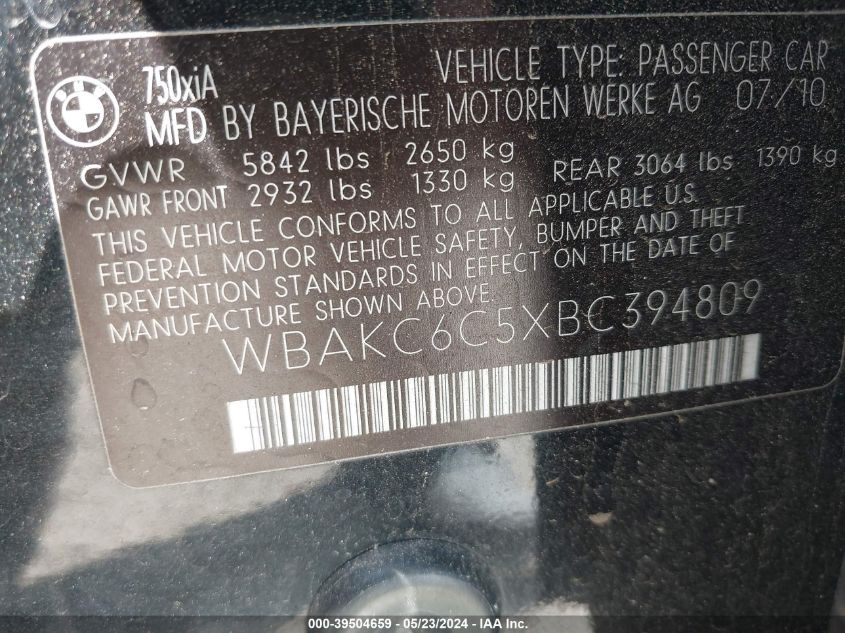 BMW
750xiA
VEHICLE TYPE: PASSENGER CAR
MFD BY BAYERISCHE MOTOREN WERKE AG 07/10
GVWR 5842 lbs 2650 kg
GAWR FRONT 2932 lbs 1330 kg REAR 3064 lbs 1390 kg
THIS VEHICLE CONFORMS TO ALL APPLICABLE U.S.
FEDERAL MOTOR VEHICLE SAFETY, BUMPER AND THEFT
PREVENTION STANDARDS IN EFFECT ON THE DATE OF
MANUFACTURE SHOWN ABOVE.
WBAKC6C5XBC394809
000-39504659 - 05/23/2024 - IAA Inc.